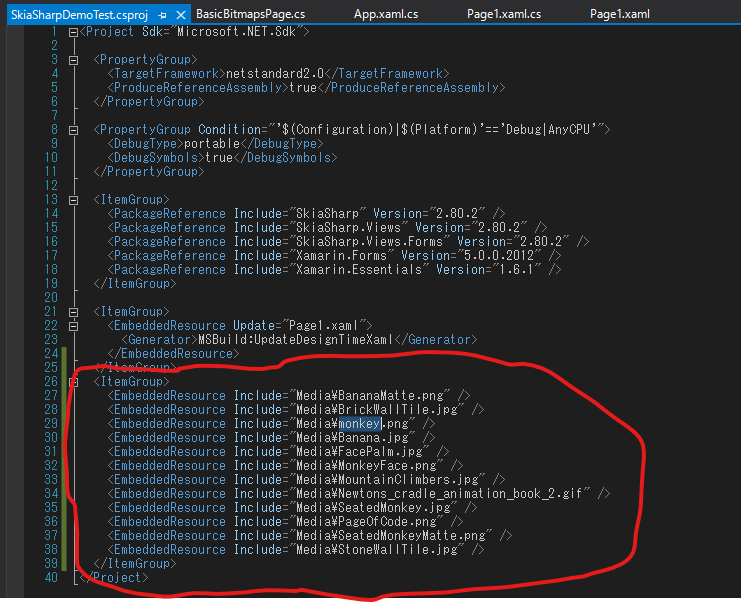 SkiaSharpDemoTest.csproj BasicBitmapsPage.cs App.xaml.cs Page1.xaml.cs Page1.xaml
1 <Project Sdk="Microsoft.NET.Sdk">
2
3 <PropertyGroup>
4 <TargetFramework>netstandard2.0</TargetFramework>
5 <ProduceReferenceAssembly>true</ProduceReferenceAssembly>
6 </PropertyGroup>
7
8 <PropertyGroup Condition="'$(Configuration)|$(Platform)'=='Debug|AnyCPU'">
9 <DebugType>portable</DebugType>
10 <DebugSymbols>true</DebugSymbols>
11 </PropertyGroup>
12
13 <ItemGroup>
14 <PackageReference Include="SkiaSharp" Version="2.80.2" />
15 <PackageReference Include="SkiaSharp.Views" Version="2.80.2" />
16 <PackageReference Include="SkiaSharp.Views.Forms" Version="2.80.2" />
17 <PackageReference Include="Xamarin.Forms" Version="5.0.0.2012" />
18 <PackageReference Include="Xamarin.Essentials" Version="1.6.1" />
19 </ItemGroup>
20
21 <ItemGroup>
22 <EmbeddedResource Update="Page1.xaml">
23 <Generator>MSBuild:UpdateDesignTimeXaml</Generator>
24 </EmbeddedResource>
25 </ItemGroup>
26 <ItemGroup>
27 <EmbeddedResource Include="Media¥BananaMatte.png" />
28 <EmbeddedResource Include="Media¥BrickWallTile.jpg" />
29 <EmbeddedResource Include="Media¥monkey.png" />
30 <EmbeddedResource Include="Media¥Banana.jpg" />
31 <EmbeddedResource Include="Media¥FacePalm.jpg" />
32 <EmbeddedResource Include="Media¥MonkeyFace.png" />
33 <EmbeddedResource Include="Media¥MountainClimbers.jpg" />
34 <EmbeddedResource Include="Media¥Newtons_cradle_animation_book_2.gif" />
35 <EmbeddedResource Include="Media¥SeatedMonkey.jpg" />
36 <EmbeddedResource Include="Media¥PageOfCode.png" />
37 <EmbeddedResource Include="Media¥SeatedMonkeyMatte.png" />
38 <EmbeddedResource Include="Media¥StoneWallTile.jpg" />
39 </ItemGroup>
40 </Project>